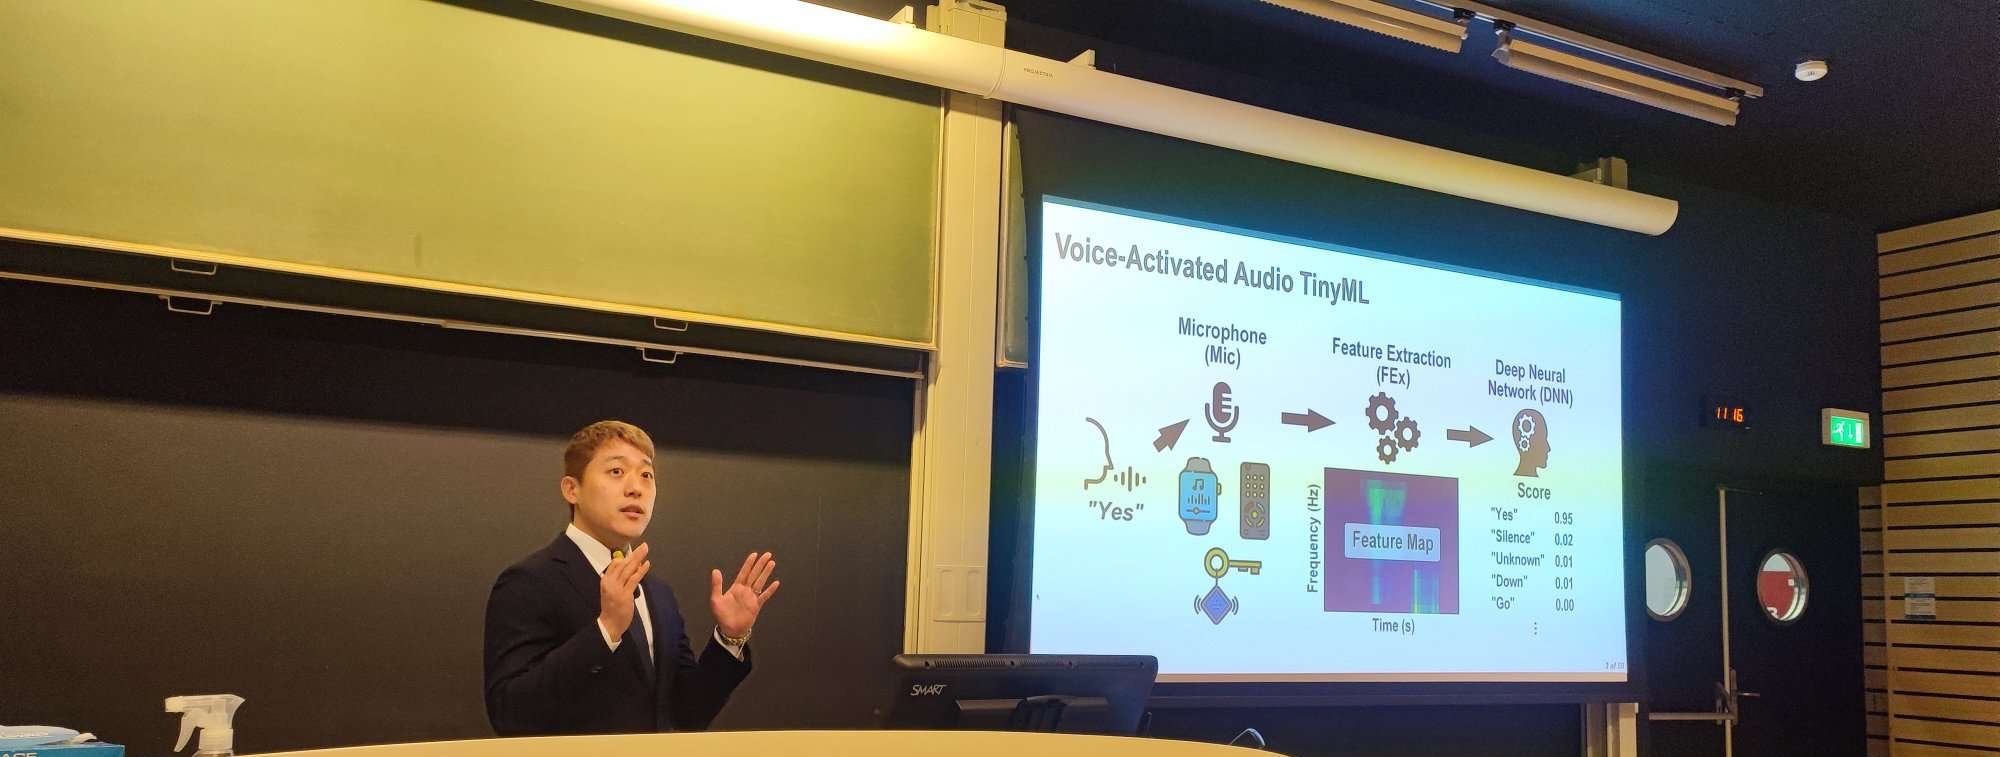 Voice-Activated Audio TinyML
Microphone
(Mic)
Feature Extraction
(FEx)
Deep Neural
Network (DNN)
"Yes"
Frequency (Hz)
Feature Map
Time (s)
Score
"Yes" 0.95
"Silence" 0.02
"Unknown" 0.01
"Down" 0.01
"Go" 0.00
11 16
SMART